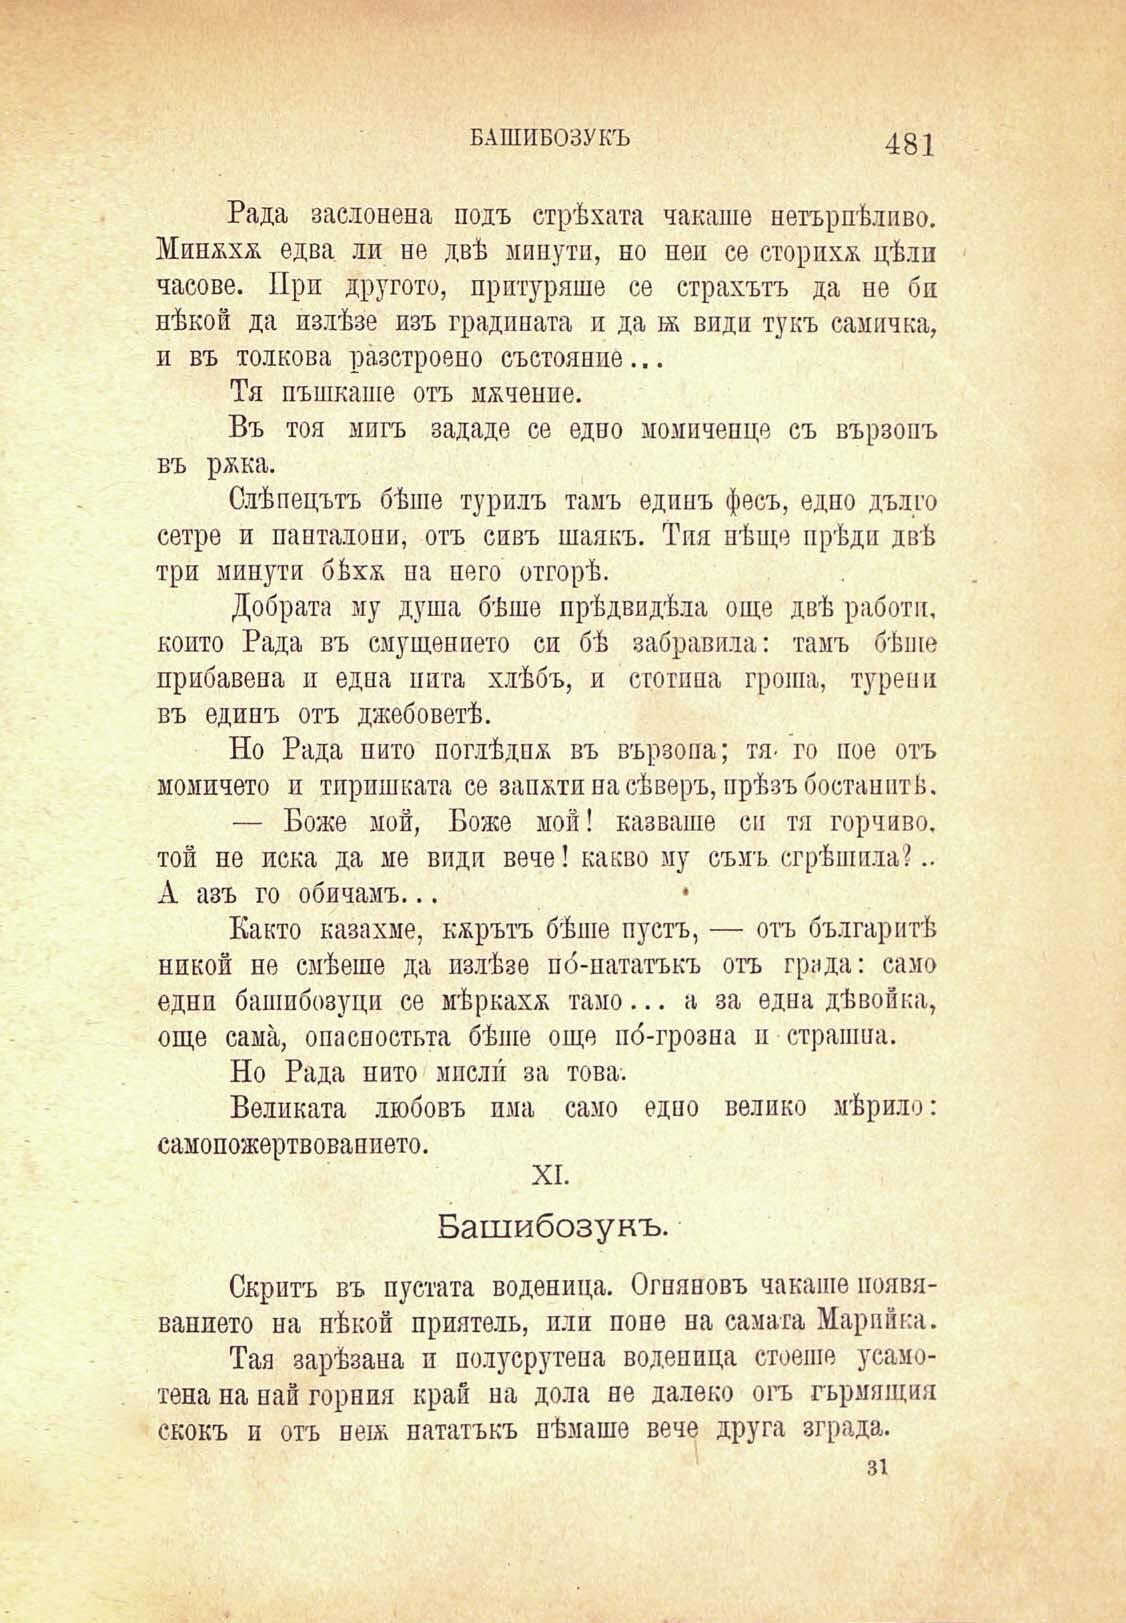 БАШИБОЗУКЪ 481
Рада заслонена подъ стрѣхата чакаше нетърпѣливо.
Минѫхѫ едва ли не двѣ минути, но неи се сторихѫ цѣли
часове. При другото, притуряше се страхътъ да не би
нѣкой да излѣзе изъ градината и да ѭ види тукъ самичка,
и въ толкова разстроено състояние...
Тя пъшкаше отъ мѫчение.
Въ тоя мигъ зададе се едно момиченце съ вързопъ
въ рѫка.
Слѣпецътъ бѣше турилъ тамъ единъ фесъ, едно дълго
сетре и панталони, отъ сивъ шаякъ. Тия нѣще прѣди двѣ
три минути бѣхѫ на него отгорѣ.
Добрата му душа бѣше прѣдвидѣла още двѣ работи,
които Рада въ смущението си бѣ забравила: тамъ бѣше
прибавена и една пита хлѣбъ, и стотина гроша, турени
въ единъ отъ джебоветѣ.
Но Рада нито поглѣднѫ въ вързопа; тя го пое отъ
момичето и тиришката се запѫти на сѣверъ, прѣзъ бостанитѣ.
— Боже мой, Боже мой! казваше си тя горчиво.
той не иска да ме види вече! какво му съмъ сгрѣшила?..
А азъ го обичамъ...
Както казахме, кѫрътъ бѣше пустъ, — отъ българитѣ
никой не смѣеше да излѣзе по́-нататъкъ отъ града: само
едни башибозуци се мѣркахѫ тамо... а за една дѣвойка,
още сама̀, опасностьта бѣше още по́-грозна и страшна.
Но Рада нито мислѝ за това.
Великата любовъ има само едно велико мѣрило:
самопожертвованието.
XI.
Башибозукъ.
Скритъ въ пустата воденица. Огняновъ чакаше появя-
ванието на нѣкой приятель, или поне на самата Марийка.
Тая зарѣзана и полусрутена воденица стоеше усамо-
тена на най горния край на дола не далеко отъ гърмящия
скокъ и отъ неѭ нататъкъ нѣмаше вече друга зграда.
31